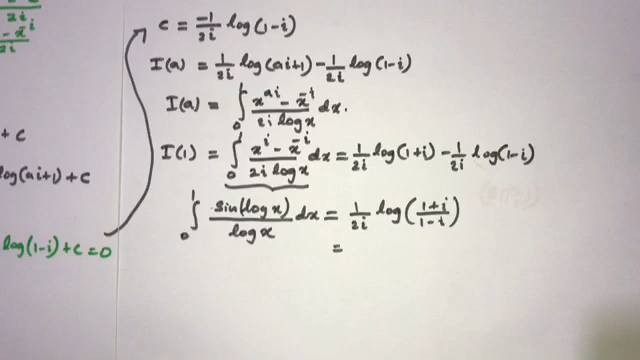 2i
- x^i
2i
+ c
log(ai+1) + c
log(1-i) + c = 0
c = -1/2i log(1-i)
I(a) = 1/2i log(ai+1) - 1/2i log(1-i)
I(a) = ∫₀¹ (x^{ai} - x^{-i})/(2i log x) dx.
I(1) = ∫₀¹ (x^i - x^{-i})/(2i log x) dx = 1/2i log(1+i) - 1/2i log(1-i)
∫₀¹ sin(log x)/log x dx = 1/2i log((1+i)/(1-i))
=